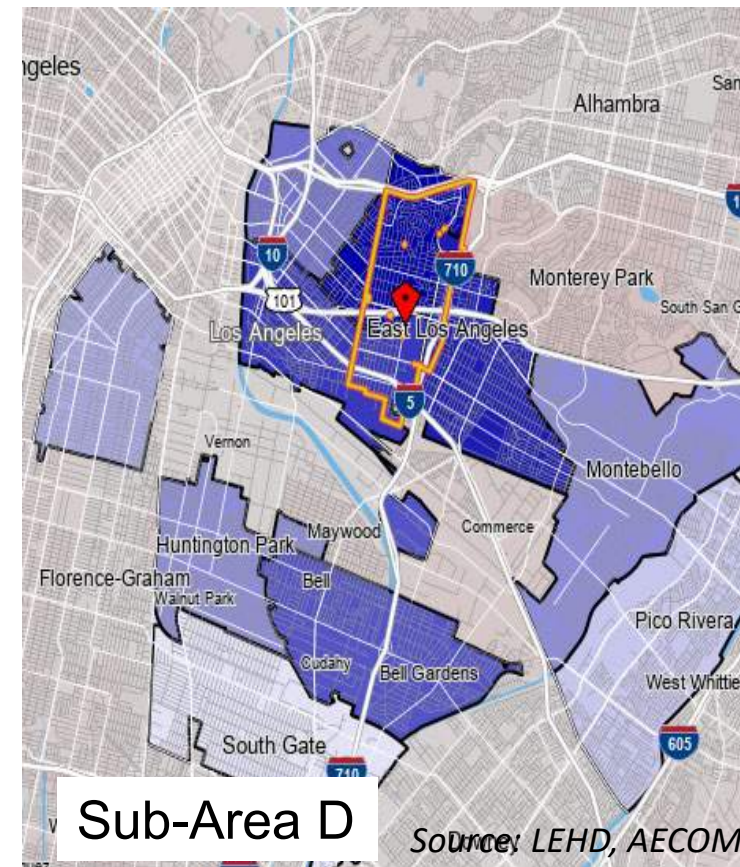 ngeles
Alhambra
San
10
710
Monterey Park
101
South San G
Los Angeles
East Los Angeles
5
Vernon
Montebello
Maywood
Commerce
Huntington Park
Florence-Graham
Bell
Walnut Park
Pico Rivera
Cudahy
Bell Gardens
West Whittie
South Gate
605
710
Sub-Area D
Source: LEHD, AECOM
Downey